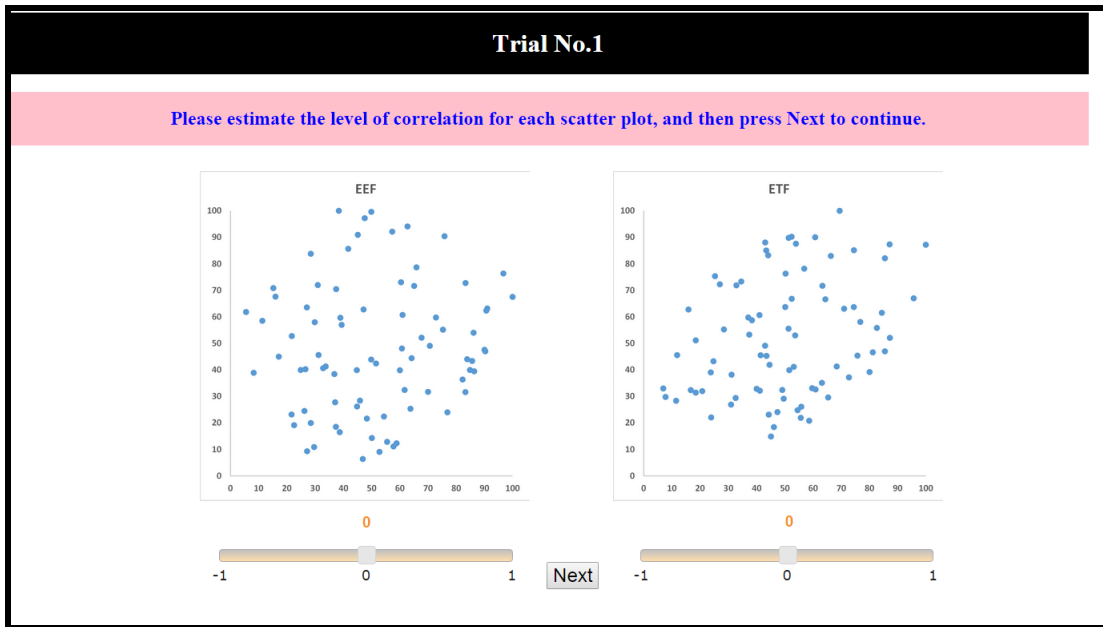 Trial No.1
Please estimate the level of correlation for each scatter plot, and then press Next to continue.
EEF
100
90
80
70
60
50
40
30
20
10
0
0 10 20 30 40 50 60 70 80 90 100
0
-1 0 1
Next
ETF
100
90
80
70
60
50
40
30
20
10
0
0 10 20 30 40 50 60 70 80 90 100
0
-1 0 1